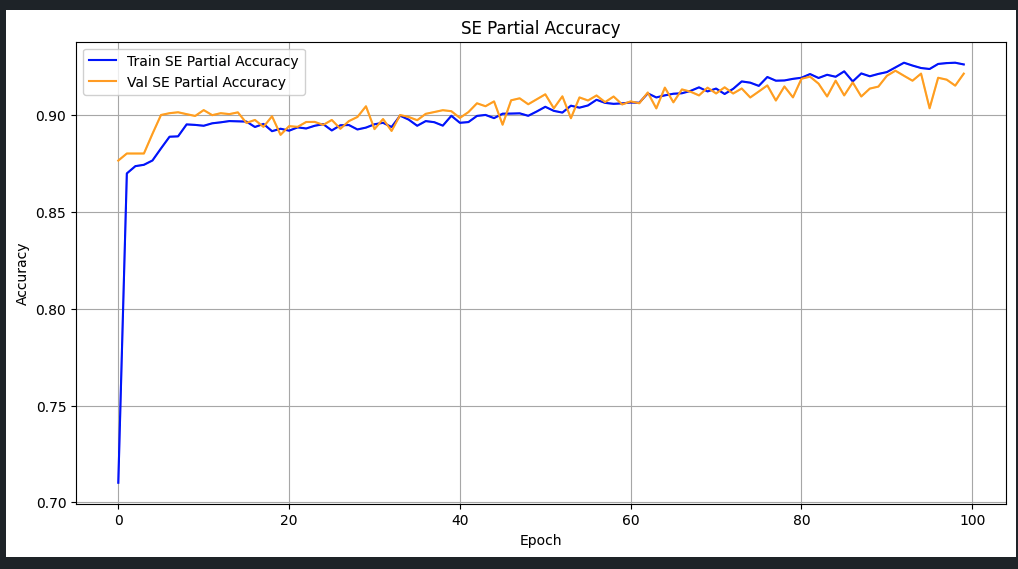 SE Partial Accuracy
Train SE Partial Accuracy
Val SE Partial Accuracy
0.90
0.85
0.80
0.75
0.70
Accuracy
0 20 40 60 80 100
Epoch